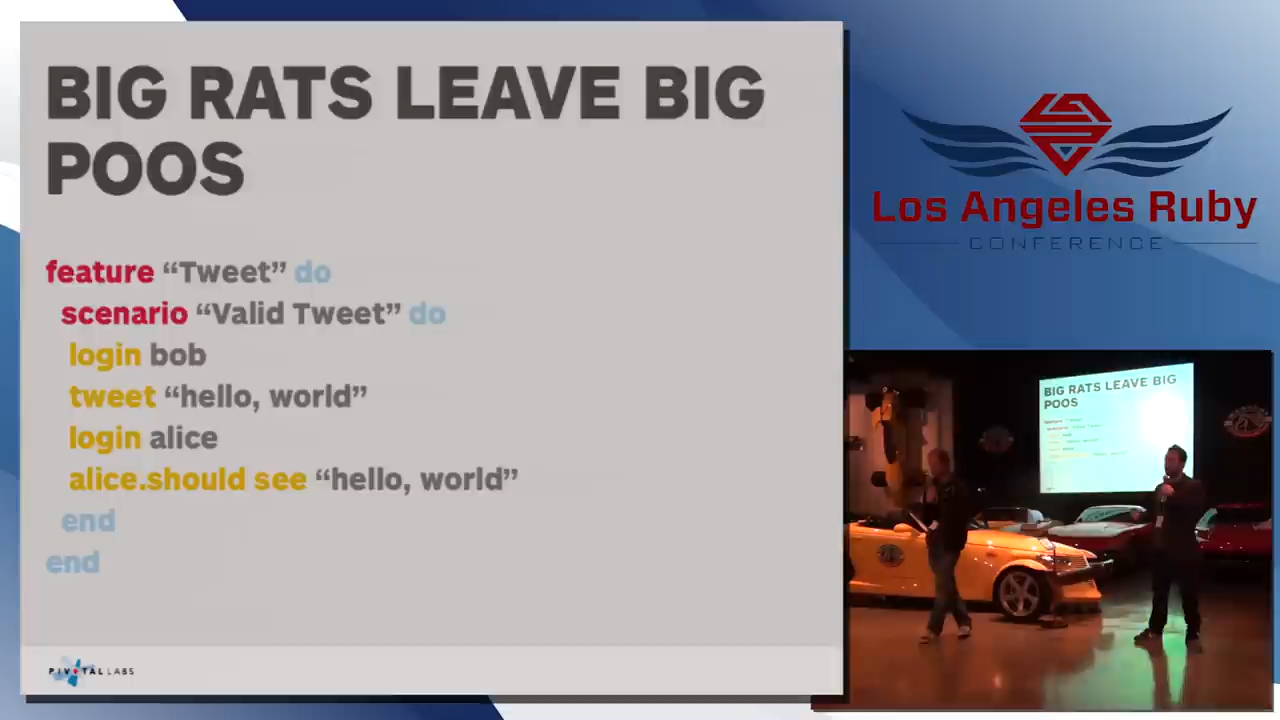 BIG RATS LEAVE BIG
POOS
feature “Tweet” do
scenario “Valid Tweet” do
login bob
tweet “hello, world”
login alice
alice.should see “hello, world”
end
end
PIVOTAL LABS
Los Angeles Ruby
CONFERENCE
BIG RATS LEAVE BIG
POOS